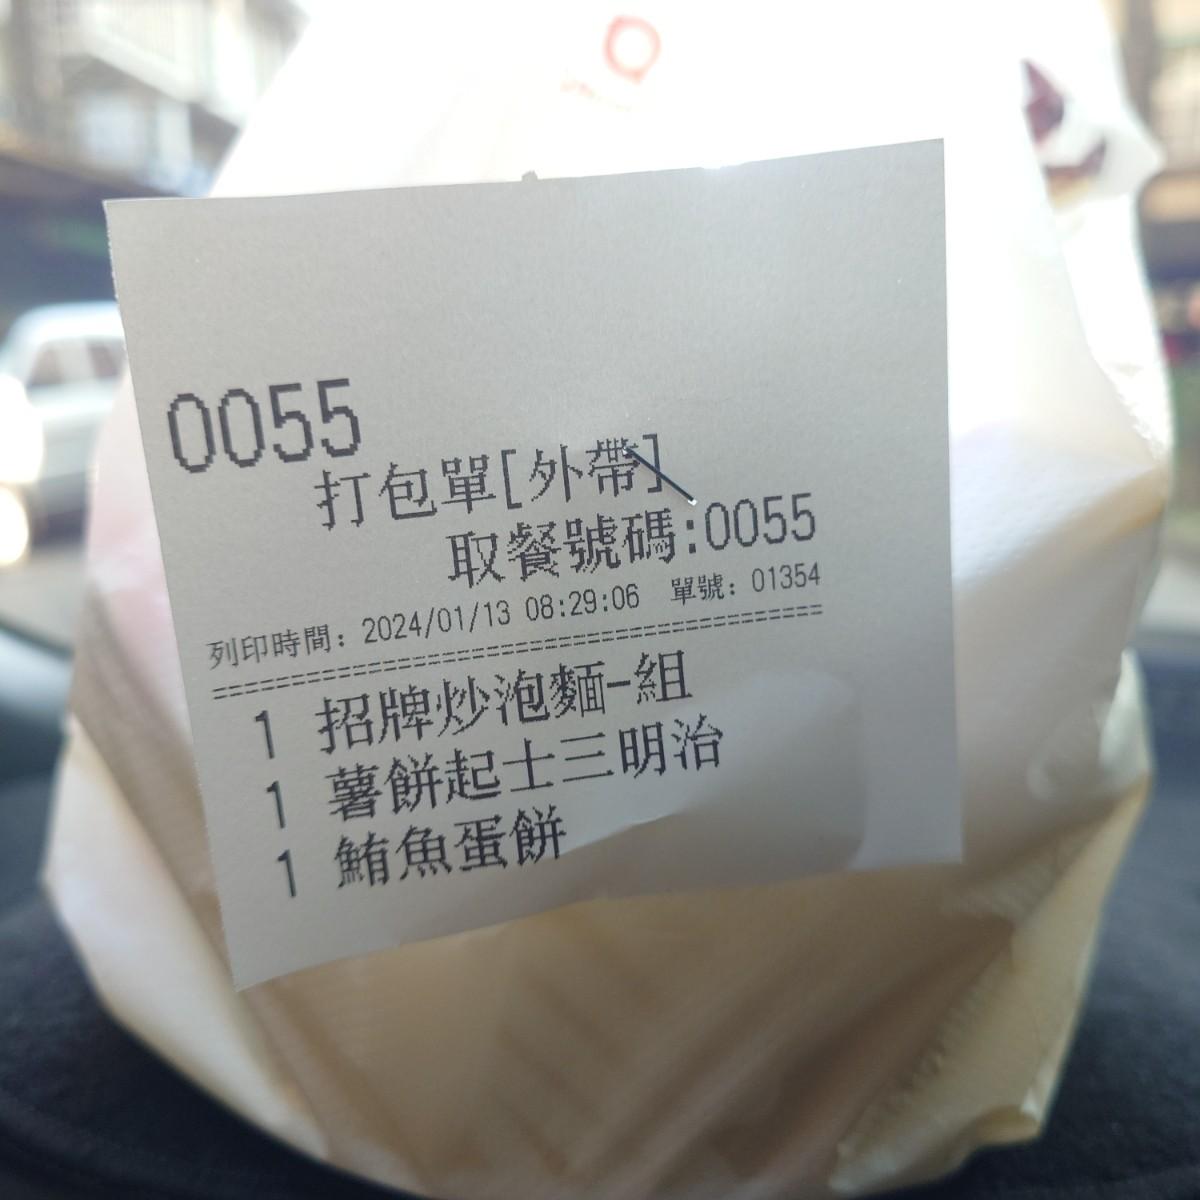 0055
打包單[外帶]
取餐號碼:0055
列印時間: 2024/01/13 08:29:06 單號: 01354
1 招牌炒泡麵-組
1 薯餅起士三明治
1 鮪魚蛋餅